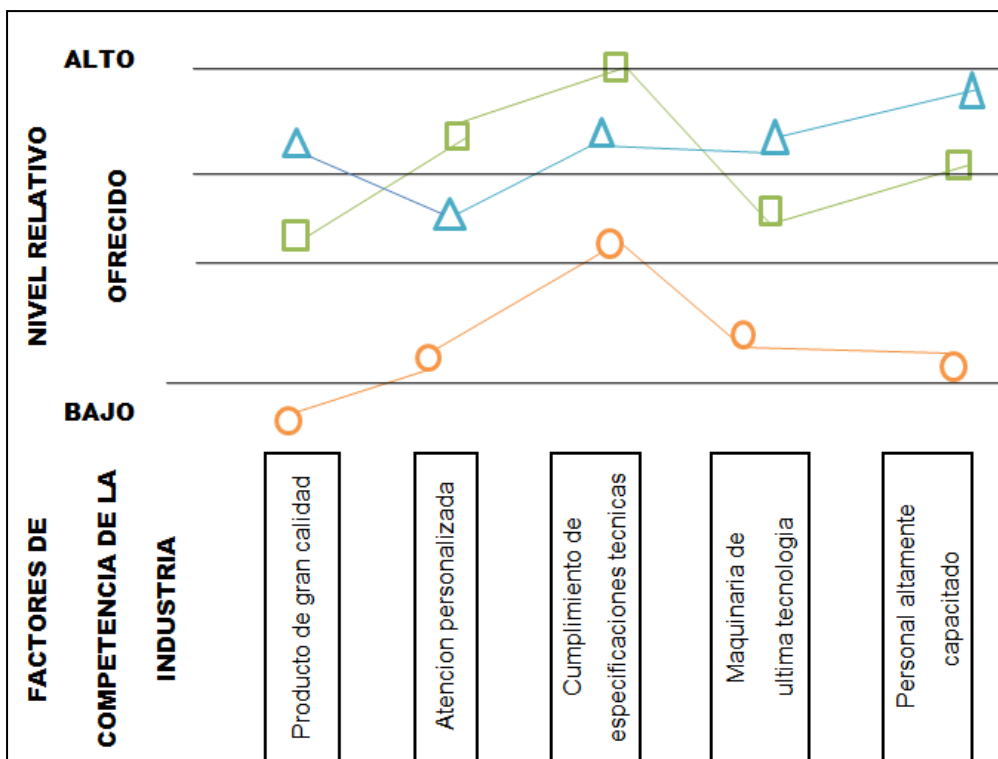 ALTO
NIVEL RELATIVO
OFRECIDO
BAJO
FACTORES DE
COMPETENCIA DE LA
INDUSTRIA
Producto de gran calidad
Atencion personalizada
Cumplimiento de
especificaciones tecnicas
Maquinaria de
ultima tecnologia
Personal altamente
capacitado